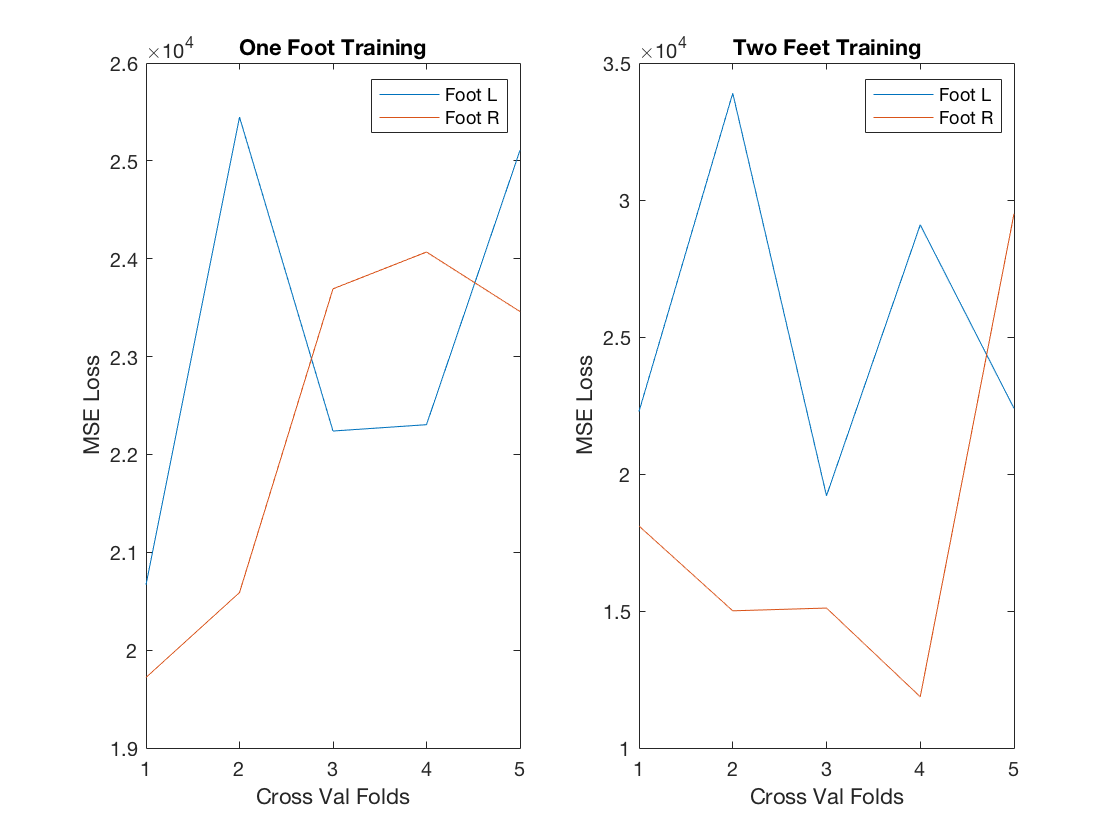 One Foot Training
×10^4
2.6
2.5
2.4
2.3
2.2
2.1
2
1.9
MSE Loss
1
2
3
4
5
Cross Val Folds
Foot L
Foot R
Two Feet Training
×10^4
3.5
3
2.5
2
1.5
1
MSE Loss
1
2
3
4
5
Cross Val Folds
Foot L
Foot R